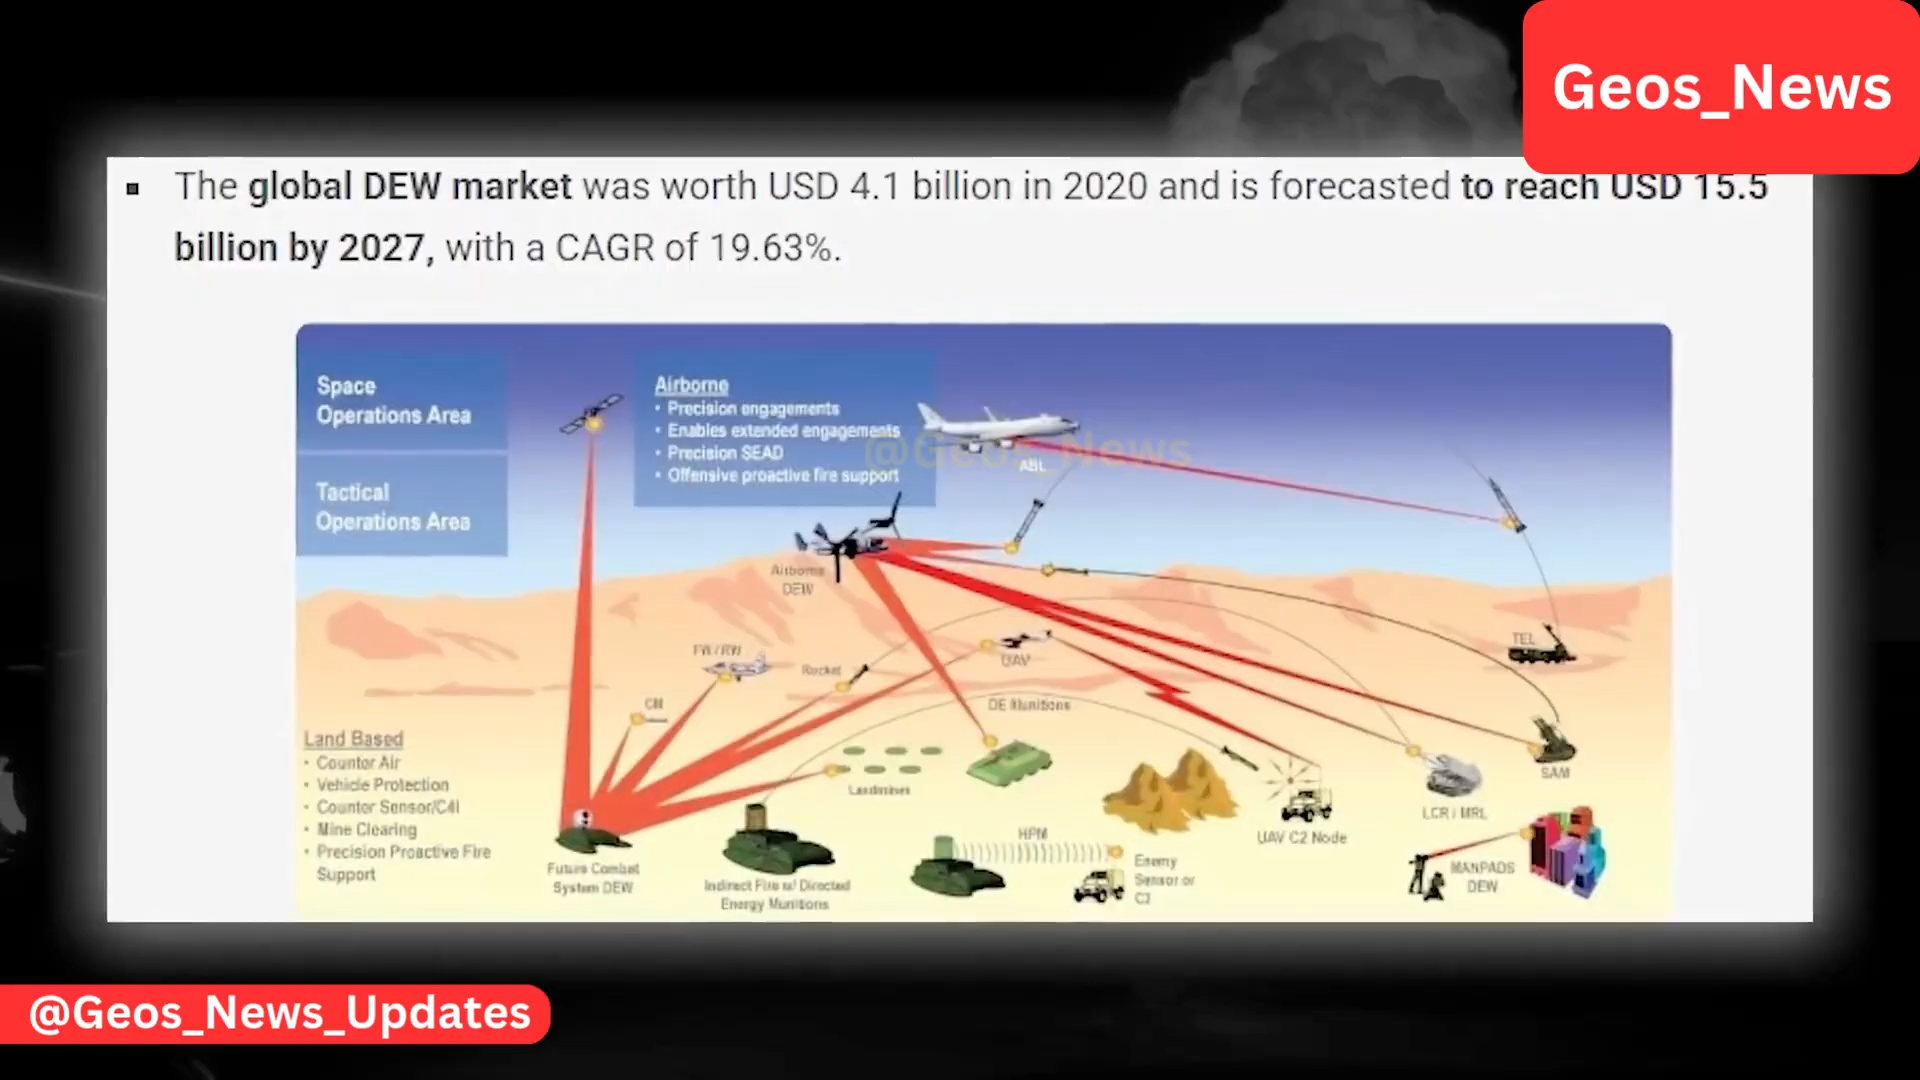 Geos_News
▪ The global DEW market was worth USD 4.1 billion in 2020 and is forecasted to reach USD 15.5
billion by 2027, with a CAGR of 19.63%.
Space
Operations Area
Tactical
Operations Area
Airborne
• Precision engagements
• Enables extended engagements
• Precision SEAD
• Offensive proactive fire support
@Geos_News
ABL
Airborne
DEW
TEL
FW / RW
Rocket
UAV
CM
DE Munitions
Land Based
• Counter Air
• Vehicle Protection
• Counter Sensor/C4I
• Mine Clearing
• Precision Proactive Fire
Support
Landmines
SAM
LCR / MRL
UAV C2 Node
HPM
Enemy
Sensor or
C2
MANPADS
DEW
Future Combat
System DEW
Indirect Fire w/ Directed
Energy Munitions
@Geos_News_Updates